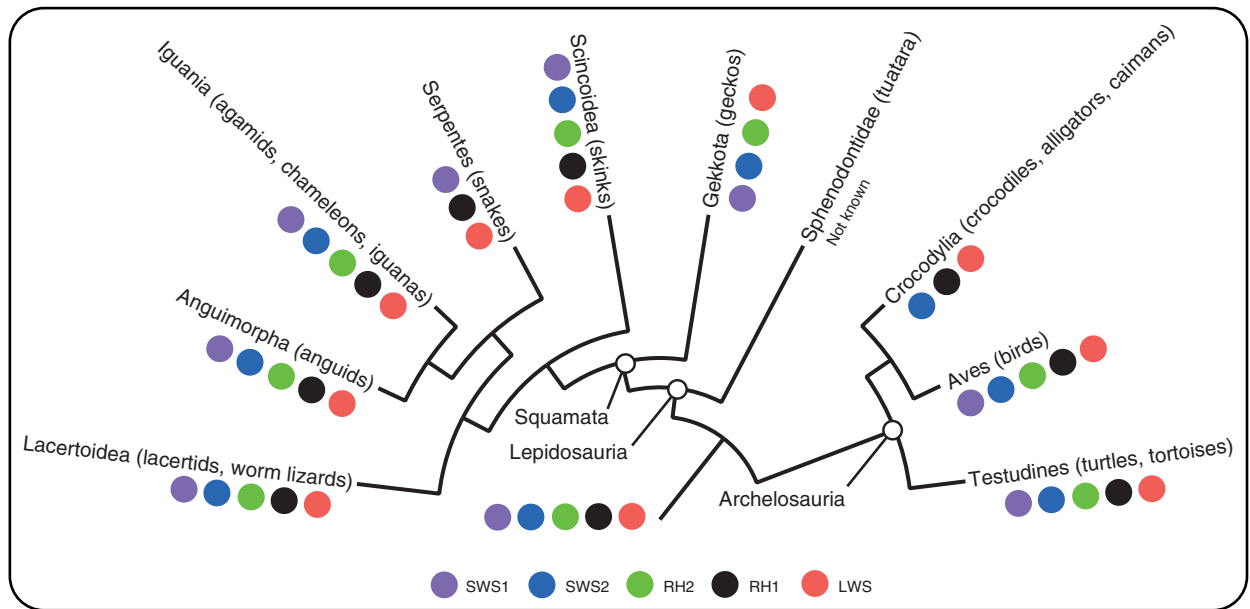 Iguania (agamids, chameleons, iguanas)
Serpentes (snakes)
Scincoidea (skinks)
Gekkota (geckos)
Sphenodontidae (tuatara)
Not known
Crocodylia (crocodiles, alligators, caimans)
Anguimorpha (anguids)
Aves (birds)
Squamata
Lepidosauria
Lacertoidea (lacertids, worm lizards)
Archelosauria
Testudines (turtles, tortoises)
SWS1 SWS2 RH2 RH1 LWS